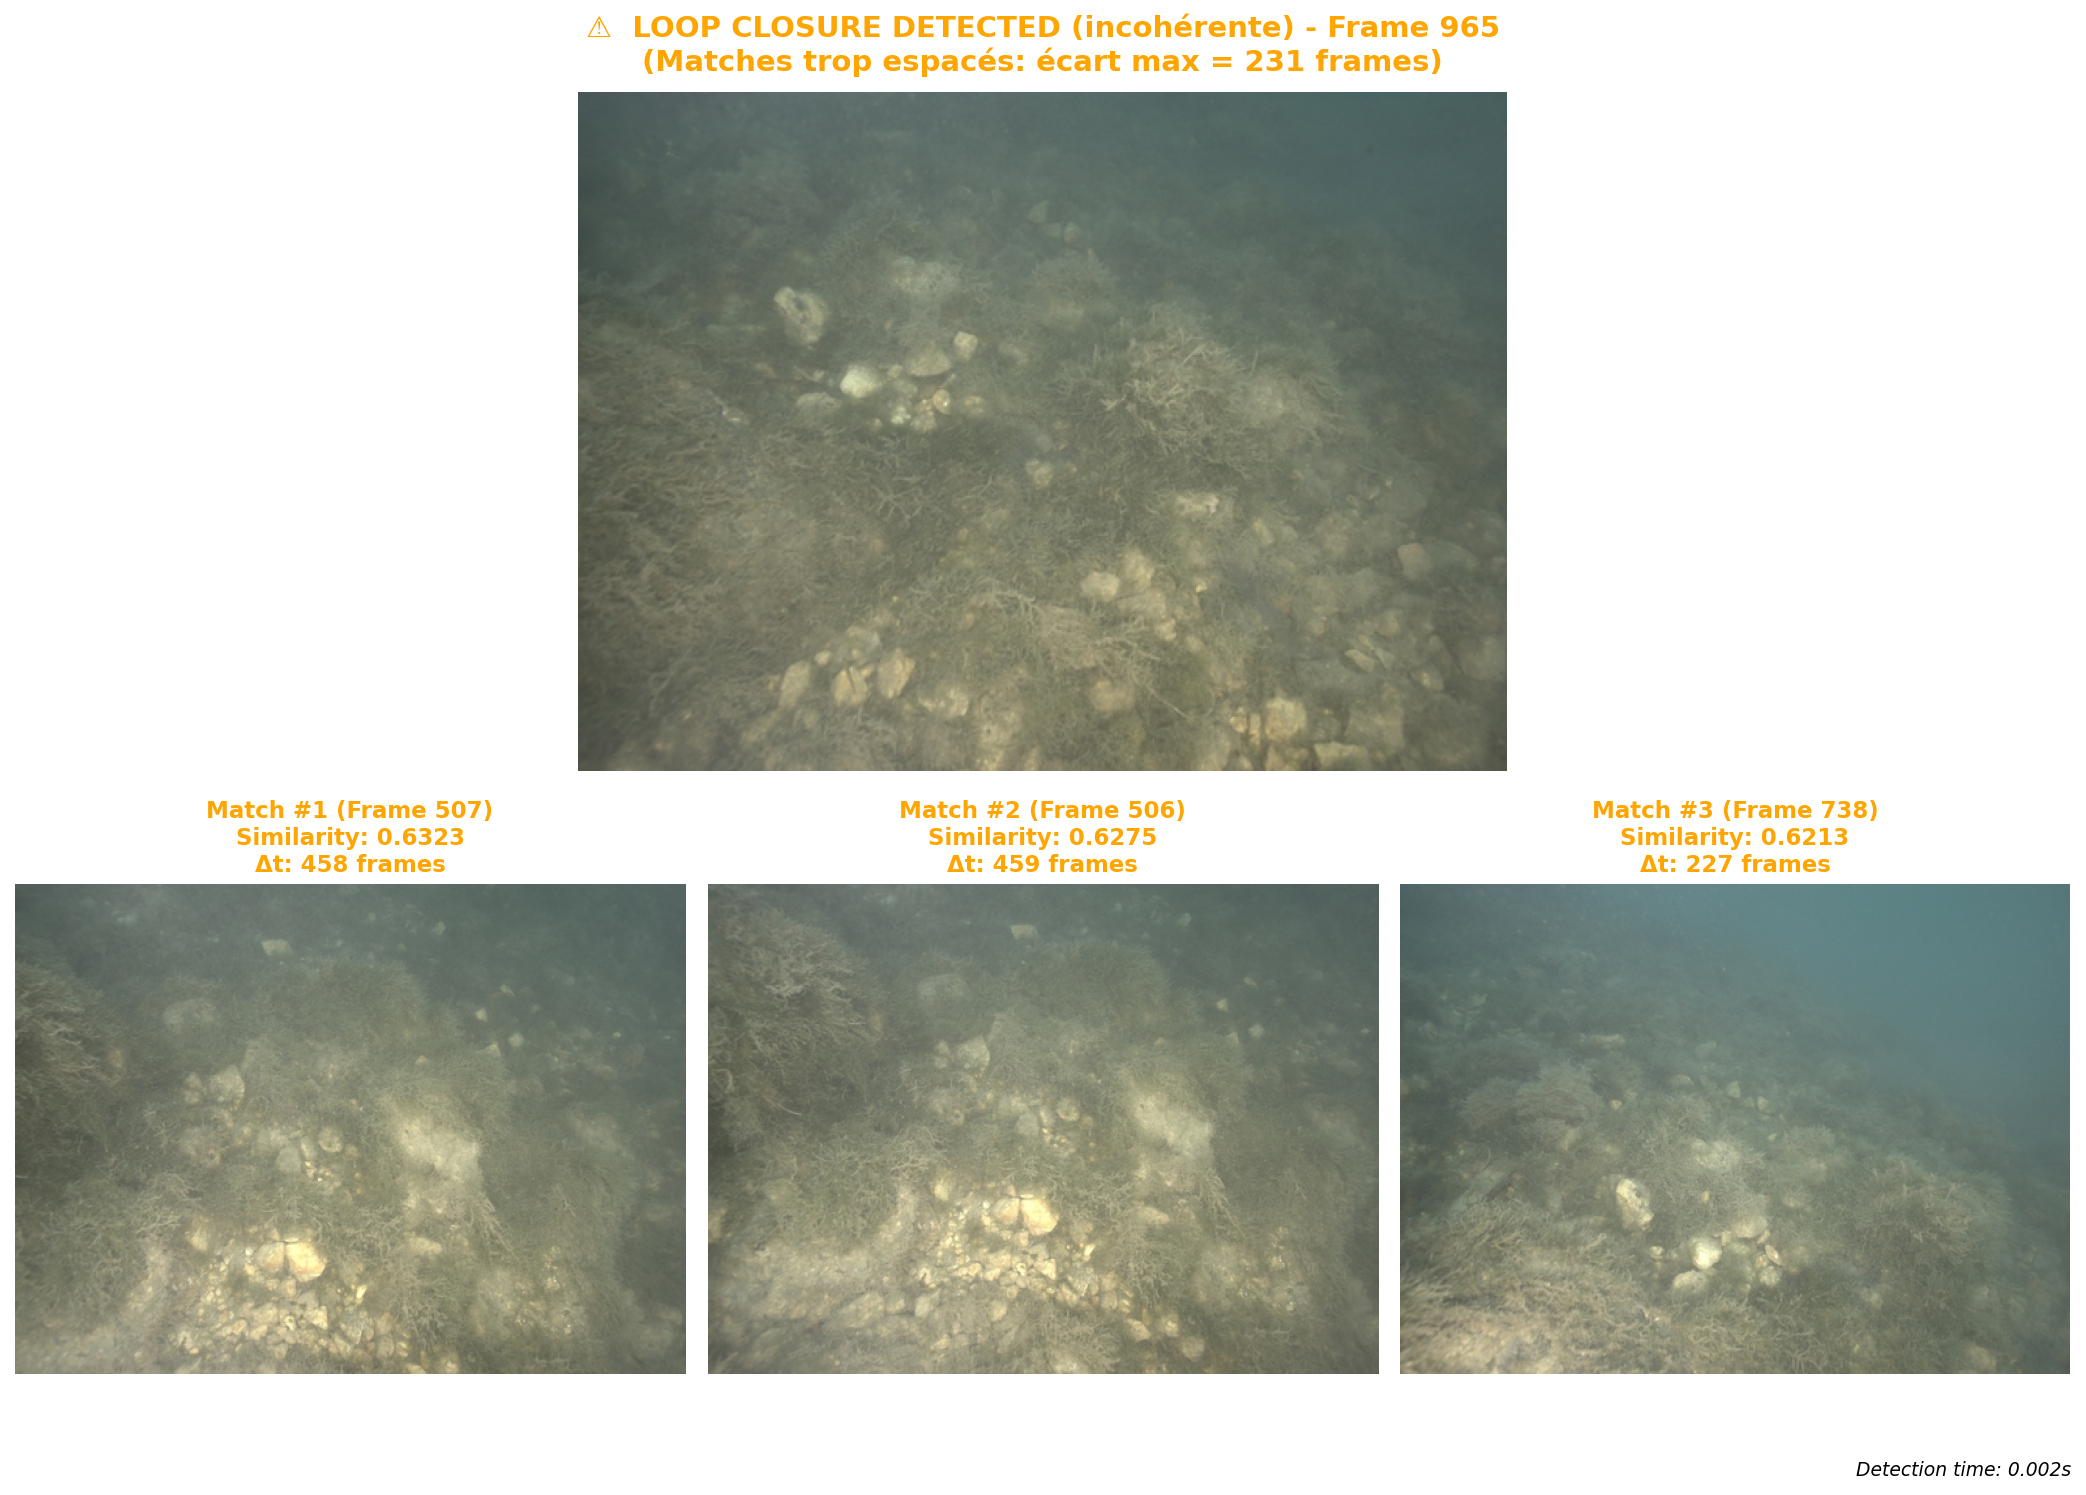 ⚠ LOOP CLOSURE DETECTED (incohérente) - Frame 965
(Matches trop espacés: écart max = 231 frames)
Match #1 (Frame 507)
Similarity: 0.6323
Δt: 458 frames
Match #2 (Frame 506)
Similarity: 0.6275
Δt: 459 frames
Match #3 (Frame 738)
Similarity: 0.6213
Δt: 227 frames
Detection time: 0.002s